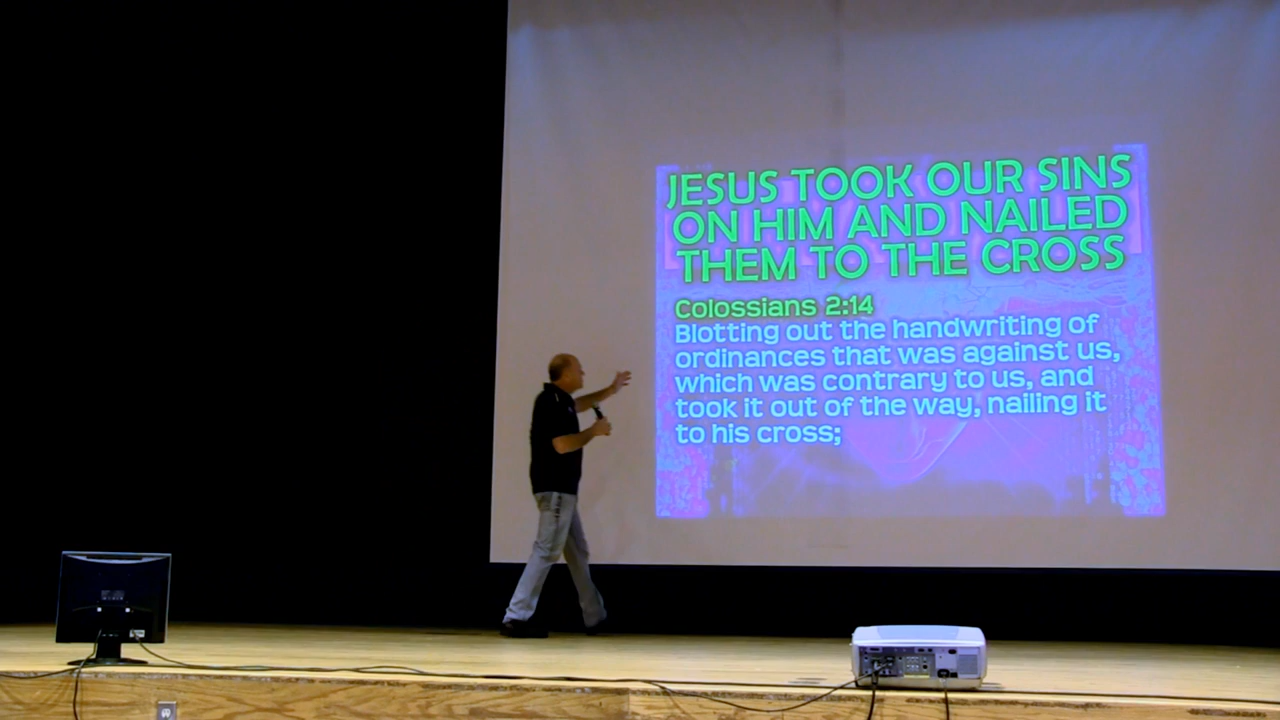 JESUS TOOK OUR SINS
ON HIM AND NAILED
THEM TO THE CROSS
Colossians 2:14
Blotting out the handwriting of
ordinances that was against us,
which was contrary to us, and
took it out of the way, nailing it
to his cross;